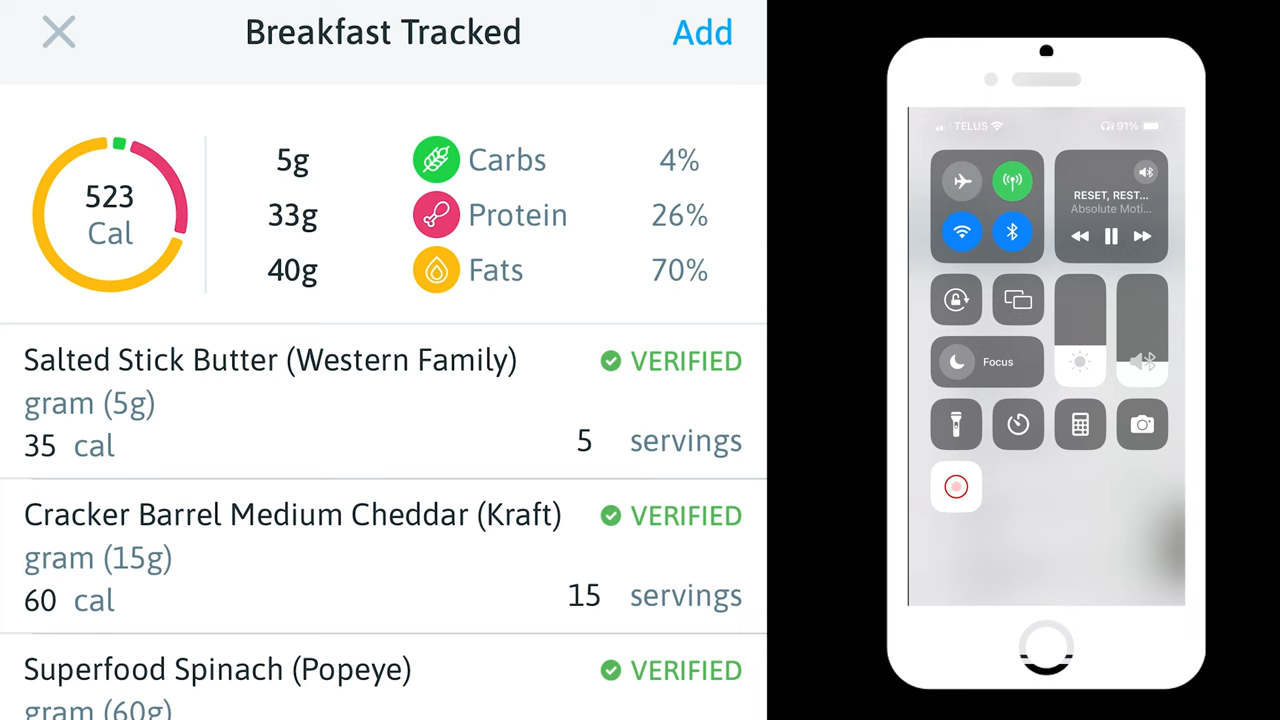 Breakfast Tracked
Add
523
Cal
5g Carbs 4%
33g Protein 26%
40g Fats 70%
Salted Stick Butter (Western Family) VERIFIED
gram (5g)
35 cal 5 servings
Cracker Barrel Medium Cheddar (Kraft) VERIFIED
gram (15g)
60 cal 15 servings
Superfood Spinach (Popeye) VERIFIED
gram (60g)
TELUS 91%
RESET, REST...
Absolute Moti...
Focus